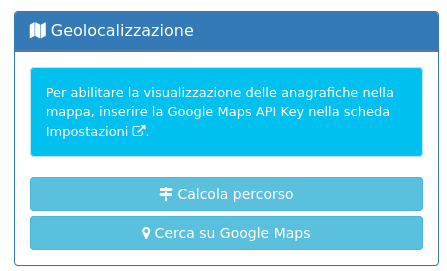 Geolocalizzazione
Per abilitare la visualizzazione delle anagrafiche nella
mappa, inserire la Google Maps API Key nella scheda
Impostazioni .
Calcola percorso
Cerca su Google Maps